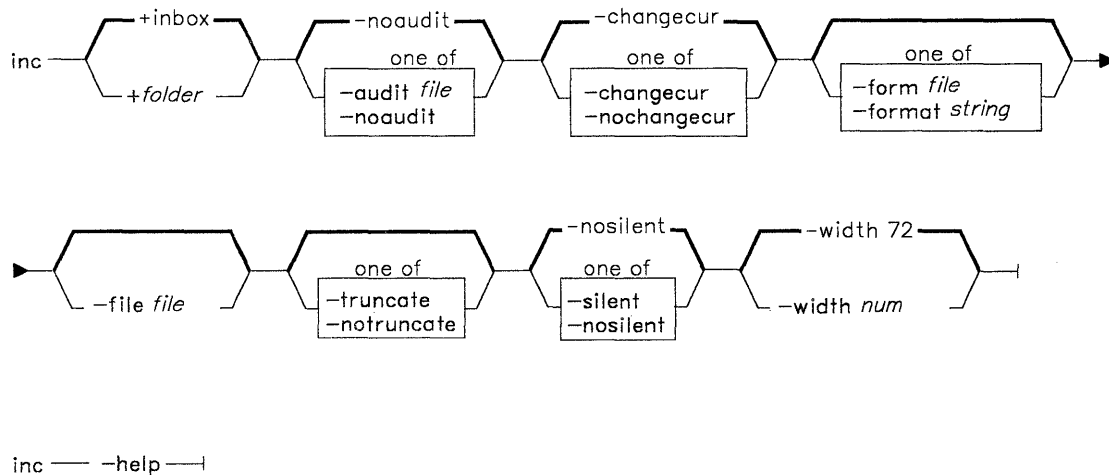 +inbox -noaudit -changecur
inc one of one of one of
+folder -audit file -changecur -form file
-noaudit -nochangecur -format string
-nosilent -width 72
one of one of
-file file -truncate -silent -width num
-notruncate -nosilent
inc -help